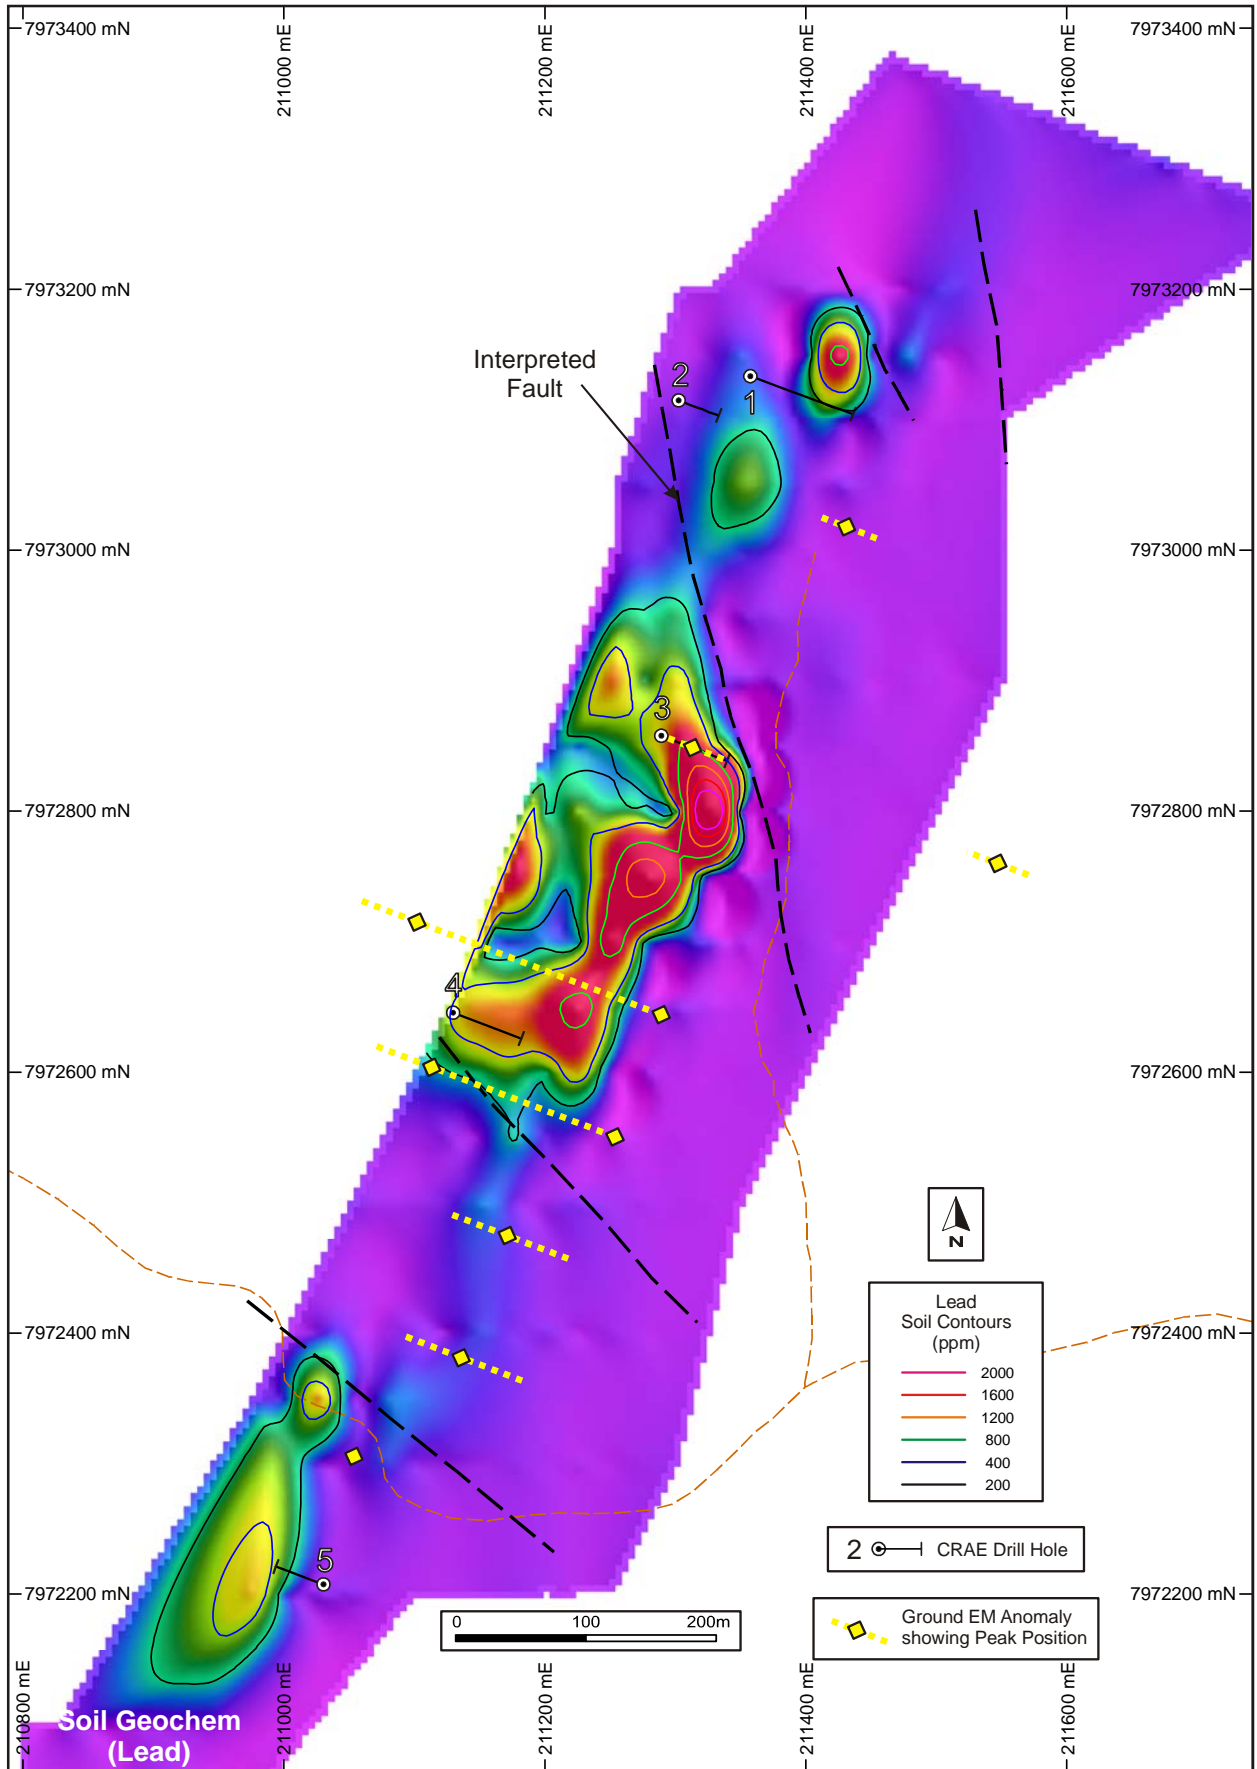 7973400 mN
211000 mE
211200 mE
211400 mE
211600 mE
7973400 mN
7973200 mN
7973200 mN
Interpreted
Fault
2
1
7973000 mN
7973000 mN
3
7972800 mN
7972800 mN
4
7972600 mN
7972600 mN
N
Lead
Soil Contours
(ppm)
2000
1600
1200
800
400
200
7972400 mN
7972400 mN
2 CRAE Drill Hole
5
7972200 mN
7972200 mN
0 100 200m
Ground EM Anomaly
showing Peak Position
210800 mE
211000 mE
211200 mE
211400 mE
211600 mE
Soil Geochem
(Lead)